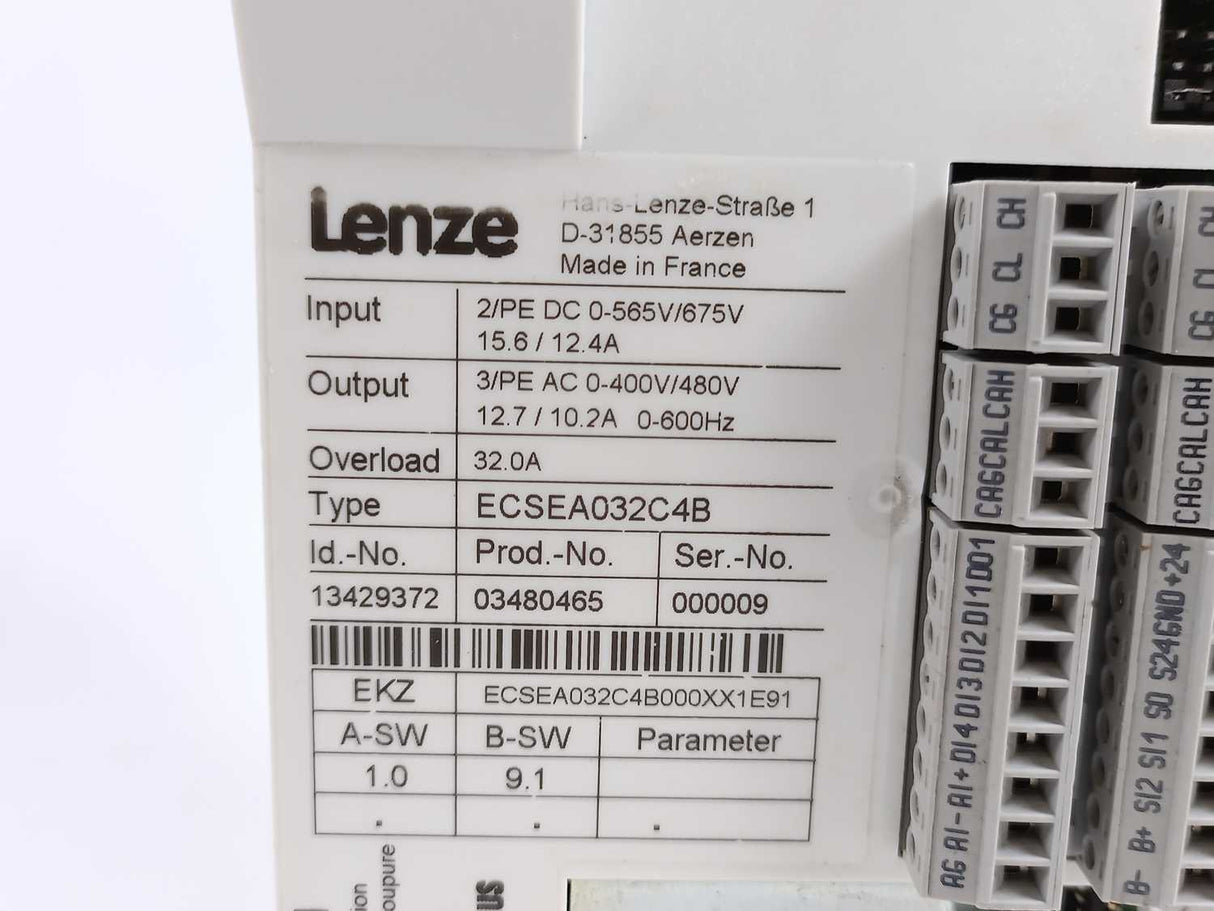 Lenze
Hans-Lenze-Straße 1
D-31855 Aerzen
Made in France
Input 2/PE DC 0-565V/675V
15.6 / 12.4A
Output 3/PE AC 0-400V/480V
12.7 / 10.2A 0-600Hz
Overload 32.0A
Type ECSEA032C4B
Id.-No. Prod.-No. Ser.-No.
13429372 03480465 000009
EKZ ECSEA032C4B000XX1E91
A-SW B-SW Parameter
1.0 9.1
. . .
CG CL CH
CG CL CH
CAG CAL CAH
CAG CAL CAH
AG AI- AI+ DI4 DI3 DI2 DI1 DO1
B- B+ SI2 SI1 SO S24 GND +24